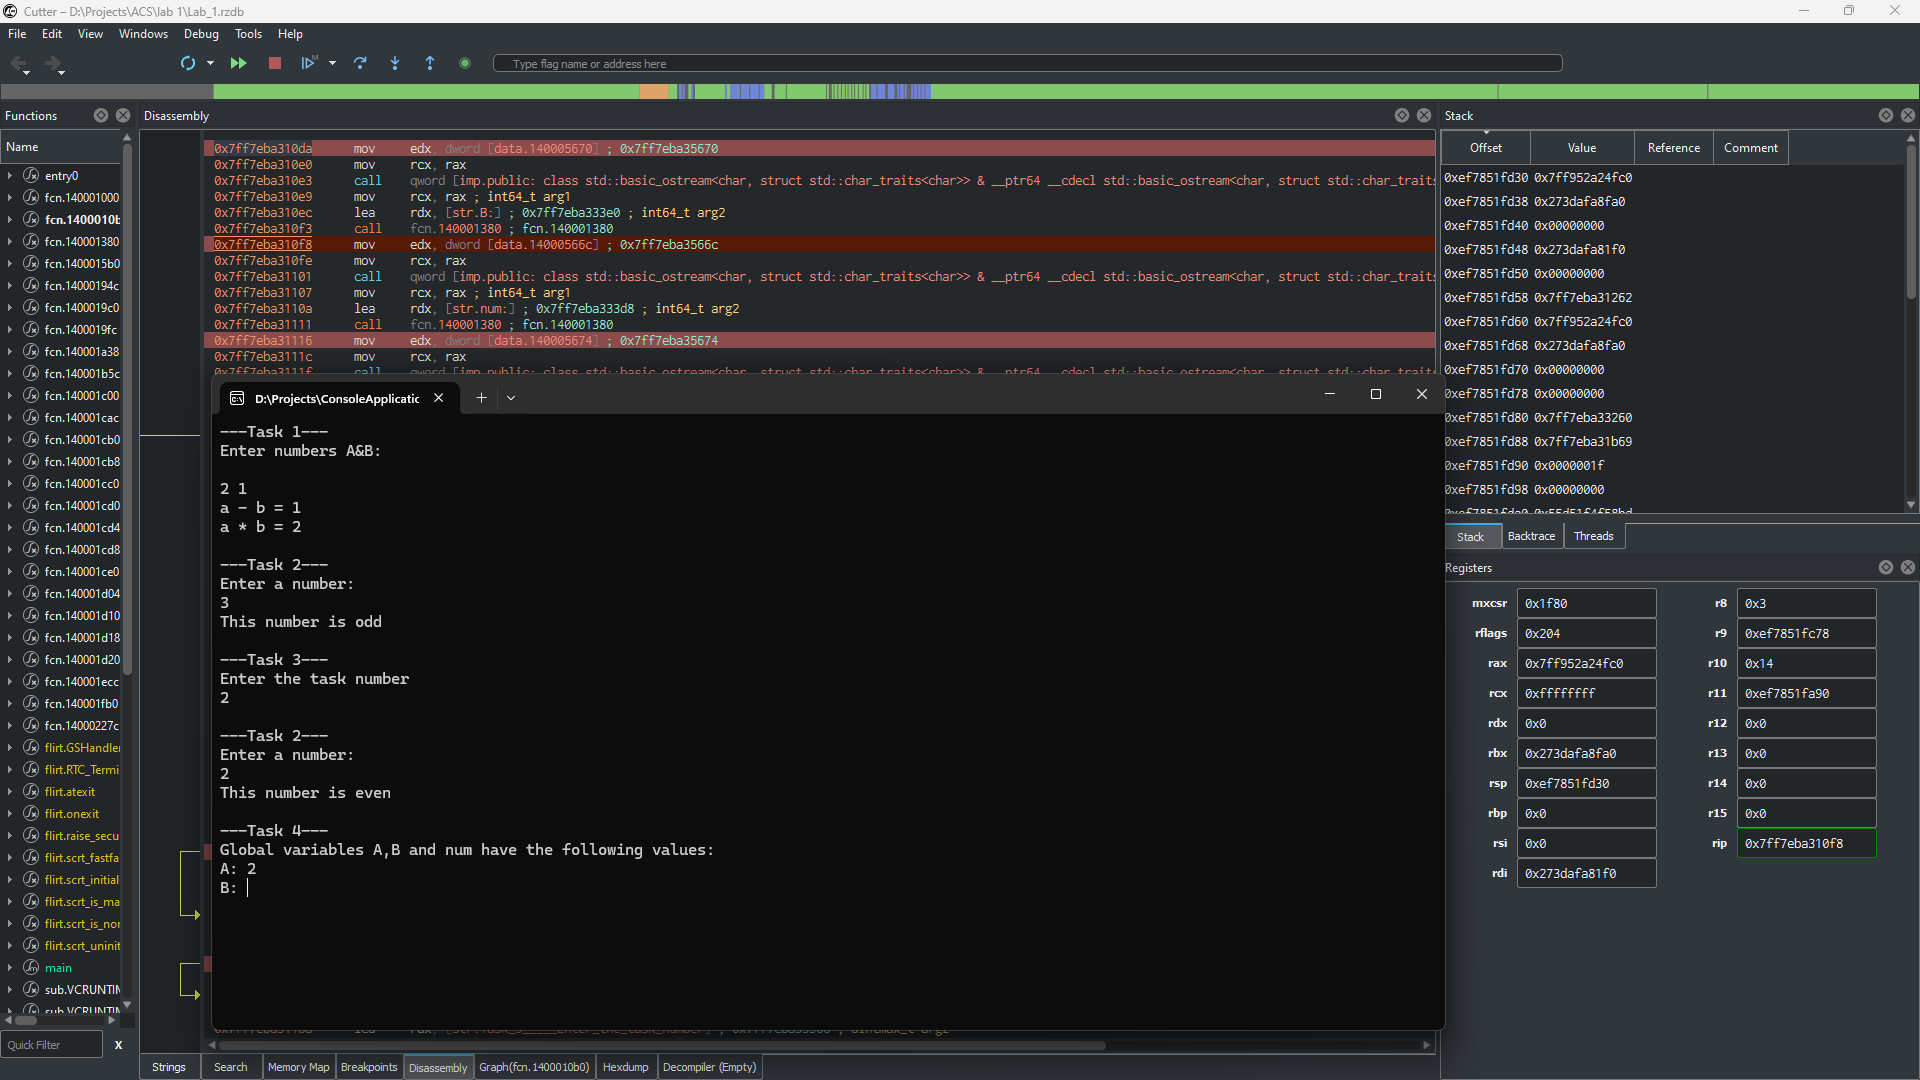 Cutter – D:\Projects\ACS\lab 1\Lab_1.rzdb
File Edit View Windows Debug Tools Help
Type flag name or address here
Functions
Name
entry0
fcn.140001000
fcn.1400010b
fcn.140001380
fcn.1400015b0
fcn.14000194c
fcn.1400019c0
fcn.1400019fc
fcn.140001a38
fcn.140001b5c
fcn.140001c00
fcn.140001cac
fcn.140001cb0
fcn.140001cb8
fcn.140001cc0
fcn.140001cd0
fcn.140001cd4
fcn.140001cd8
fcn.140001ce0
fcn.140001d04
fcn.140001d10
fcn.140001d18
fcn.140001d20
fcn.140001ecc
fcn.140001fb0
fcn.14000227c
flirt.GSHandler
flirt.RTC_Termi
flirt.atexit
flirt.onexit
flirt.raise_secu
flirt.scrt_fastfa
flirt.scrt_initial
flirt.scrt_is_ma
flirt.scrt_is_nor
flirt.scrt_uninit
main
sub.VCRUNTIM
Quick Filter X
Disassembly
0x7ff7eba310da mov edx, dword [data.140005670] ; 0x7ff7eba35670
0x7ff7eba310e0 mov rcx, rax
0x7ff7eba310e3 call qword [imp.public: class std::basic_ostream<char, struct std::char_traits<char>> & __ptr64 __cdecl std::basic_ostream<char, struct std::char_traits
0x7ff7eba310e9 mov rcx, rax ; int64_t arg1
0x7ff7eba310ec lea rdx, [str.B:] ; 0x7ff7eba333e0 ; int64_t arg2
0x7ff7eba310f3 call fcn.140001380 ; fcn.140001380
0x7ff7eba310f8 mov edx, dword [data.14000566c] ; 0x7ff7eba3566c
0x7ff7eba310fe mov rcx, rax
0x7ff7eba31101 call qword [imp.public: class std::basic_ostream<char, struct std::char_traits<char>> & __ptr64 __cdecl std::basic_ostream<char, struct std::char_traits
0x7ff7eba31107 mov rcx, rax ; int64_t arg1
0x7ff7eba3110a lea rdx, [str.num:] ; 0x7ff7eba333d8 ; int64_t arg2
0x7ff7eba31111 call fcn.140001380 ; fcn.140001380
0x7ff7eba31116 mov edx, dword [data.140005674] ; 0x7ff7eba35674
0x7ff7eba3111c mov rcx, rax
D:\Projects\ConsoleApplicatic
---Task 1---
Enter numbers A&B:
2 1
a - b = 1
a * b = 2
---Task 2---
Enter a number:
3
This number is odd
---Task 3---
Enter the task number
2
---Task 2---
Enter a number:
2
This number is even
---Task 4---
Global variables A,B and num have the following values:
A: 2
B:
Strings Search Memory Map Breakpoints Disassembly Graph(fcn.1400010b0) Hexdump Decompiler (Empty)
Stack
Offset Value Reference Comment
0xef7851fd30 0x7ff952a24fc0
0xef7851fd38 0x273dafa8fa0
0xef7851fd40 0x00000000
0xef7851fd48 0x273dafa81f0
0xef7851fd50 0x00000000
0xef7851fd58 0x7ff7eba31262
0xef7851fd60 0x7ff952a24fc0
0xef7851fd68 0x273dafa8fa0
0xef7851fd70 0x00000000
0xef7851fd78 0x00000000
0xef7851fd80 0x7ff7eba33260
0xef7851fd88 0x7ff7eba31b69
0xef7851fd90 0x0000001f
0xef7851fd98 0x00000000
Stack Backtrace Threads
Registers
mxcsr 0x1f80 r8 0x3
rflags 0x204 r9 0xef7851fc78
rax 0x7ff952a24fc0 r10 0x14
rcx 0xffffffff r11 0xef7851fa90
rdx 0x0 r12 0x0
rbx 0x273dafa8fa0 r13 0x0
rsp 0xef7851fd30 r14 0x0
rbp 0x0 r15 0x0
rsi 0x0 rip 0x7ff7eba310f8
rdi 0x273dafa81f0